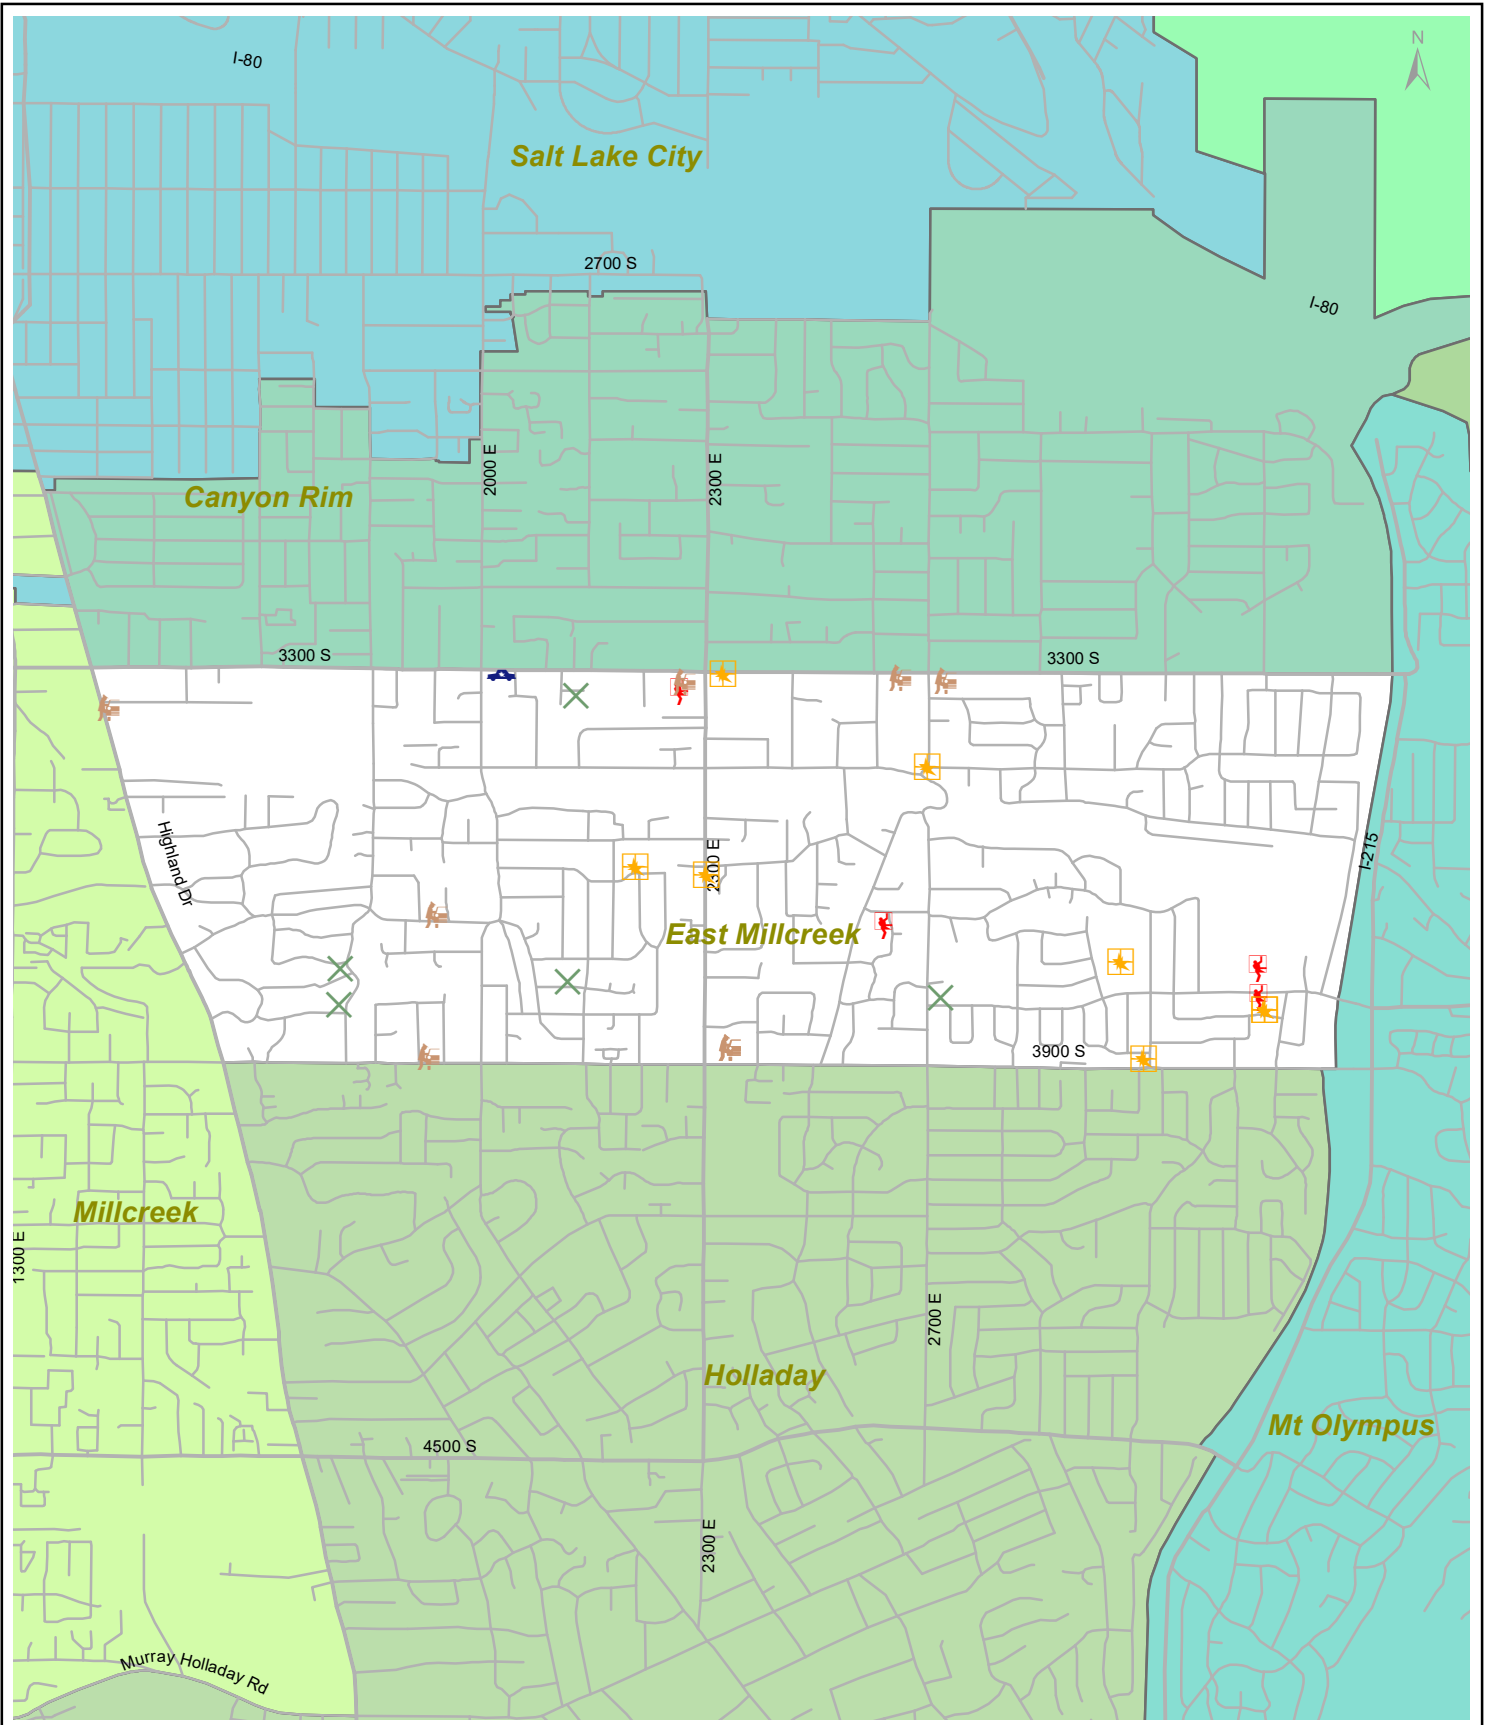 N
I-80
Salt Lake City
2700 S
I-80
2000 E
2300 E
Canyon Rim
3300 S
3300 S
Highland Dr
2300 E
I-215
East Millcreek
3900 S
Millcreek
1300 E
2700 E
Holladay
Mt Olympus
4500 S
2300 E
Murray Holladay Rd